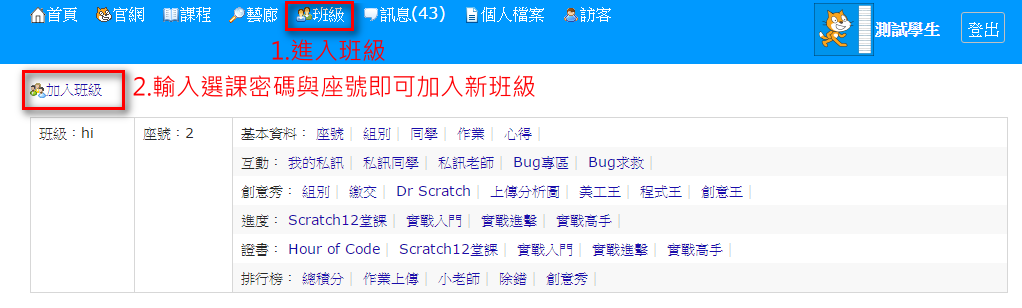 首頁 官網 課程 藝廊 班級 訊息(43) 個人檔案 訪客 測試學生 登出
1.進入班級
加入班級 2.輸入選課密碼與座號即可加入新班級
班級：hi 座號：2 基本資料： 座號| 組別| 同學| 作業| 心得|
互動： 我的私訊| 私訊同學| 私訊老師| Bug專區| Bug求救|
創意秀： 組別| 繳交| Dr Scratch| 上傳分析圖| 美工王| 程式王| 創意王|
進度： Scratch12堂課| 實戰入門| 實戰進擊| 實戰高手|
證書： Hour of Code| Scratch12堂課| 實戰入門| 實戰進擊| 實戰高手|
排行榜： 總積分| 作業上傳| 小老師| 除錯| 創意秀|